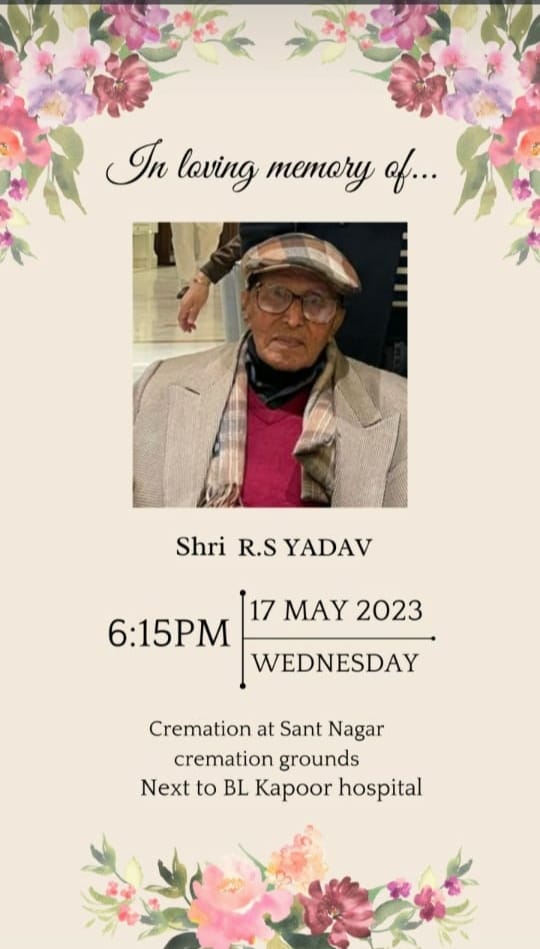 In loving memory of...
Shri R.S YADAV
6:15PM
17 MAY 2023
WEDNESDAY
Cremation at Sant Nagar
cremation grounds
Next to BL Kapoor hospital